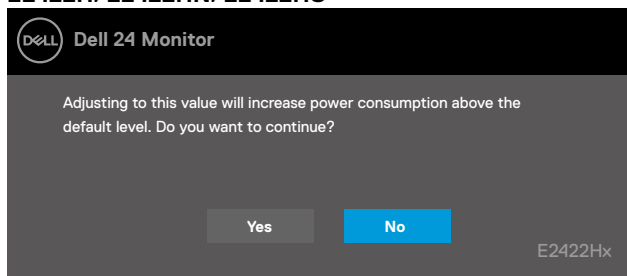 DELL Dell 24 Monitor
Adjusting to this value will increase power consumption above the
default level. Do you want to continue?
Yes No
E2422Hx